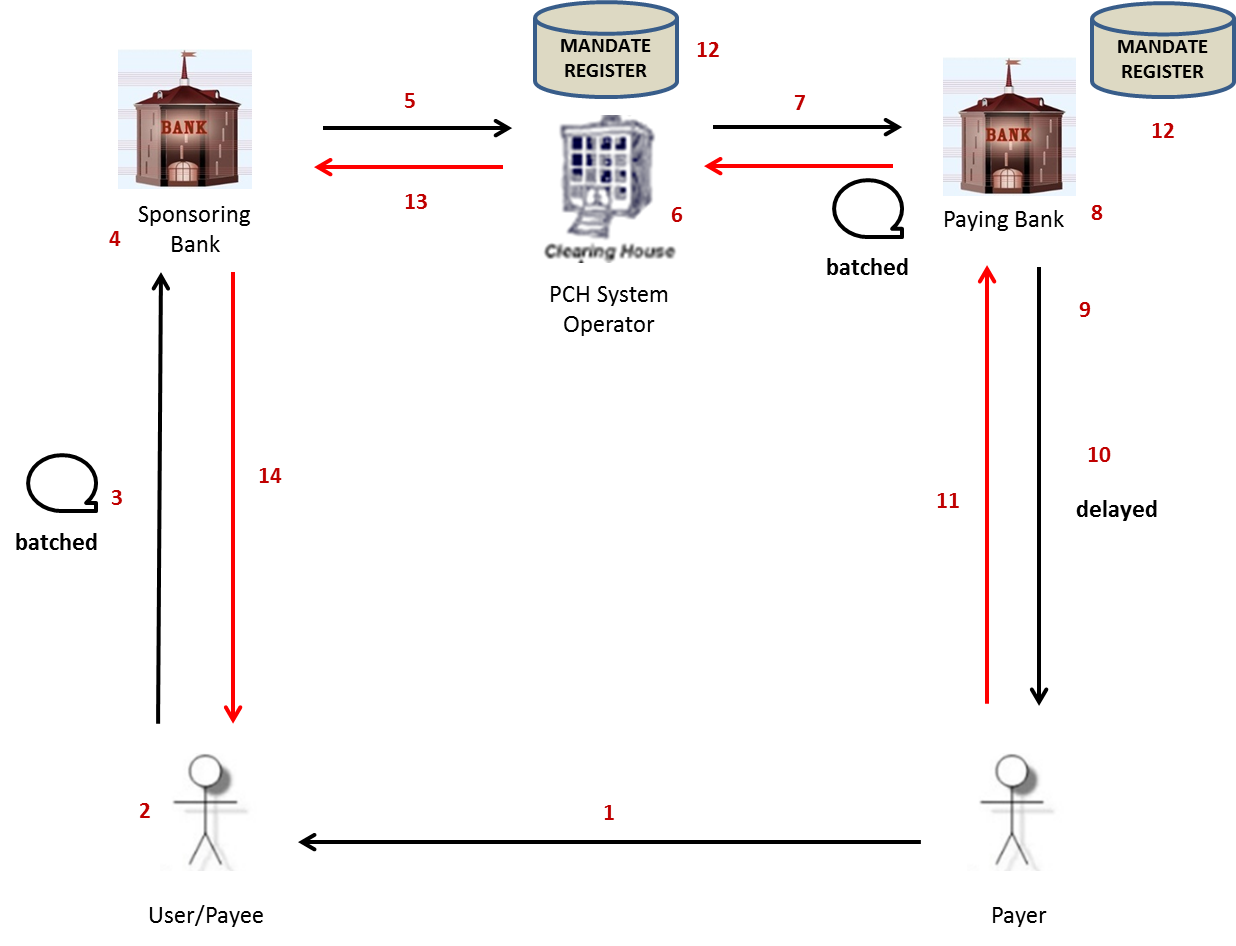 MANDATE
REGISTER
12
MANDATE
REGISTER
12
5
7
BANK
BANK
13
6
8
Clearing House
Sponsoring
Bank
4
Paying Bank
batched
PCH System
Operator
9
3
batched
14
10
delayed
11
2
1
User/Payee
Payer